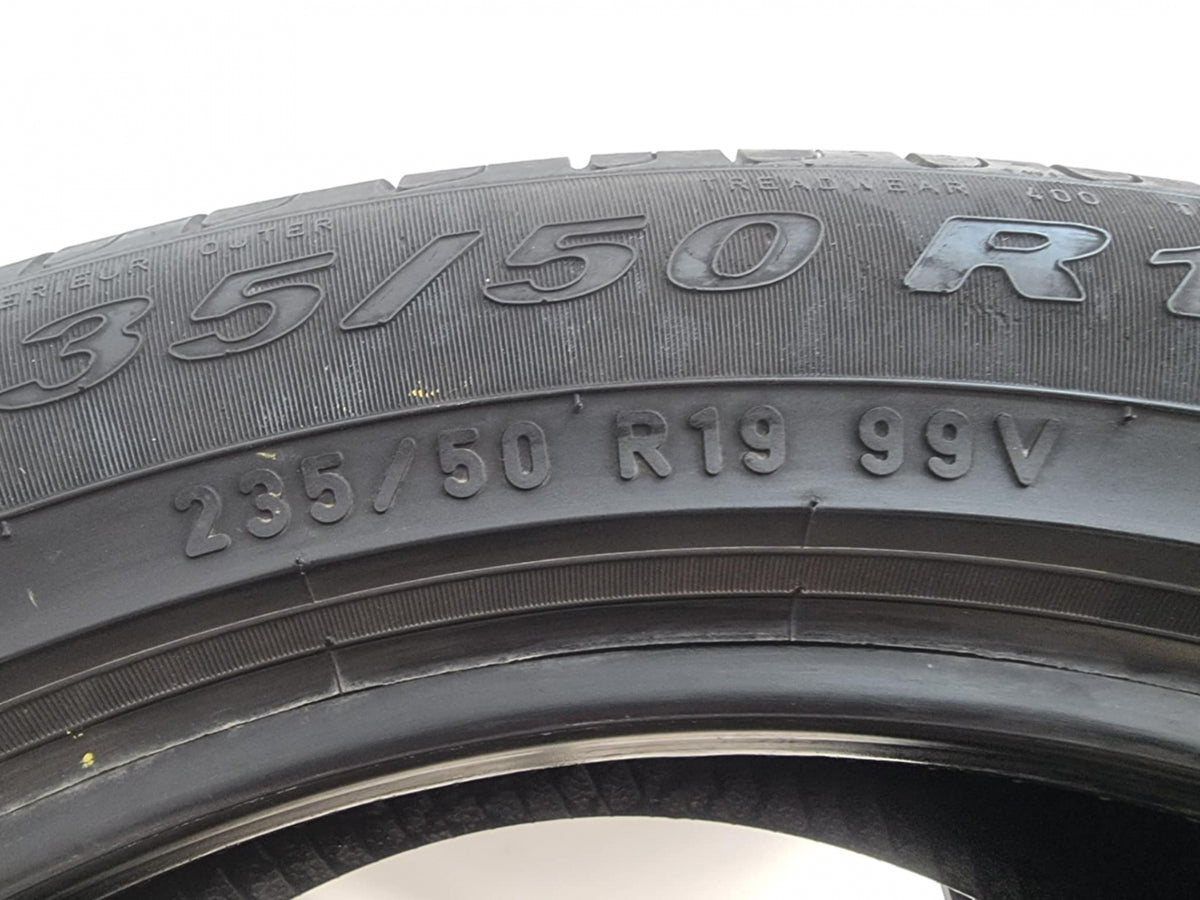 OUTER TREADWEAR 400
35/50 R1
235/50 R19 99V